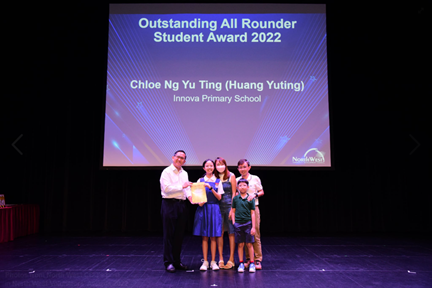 Outstanding All Rounder
Student Award 2022
Chloe Ng Yu Ting (Huang Yuting)
Innova Primary School
NorthWest